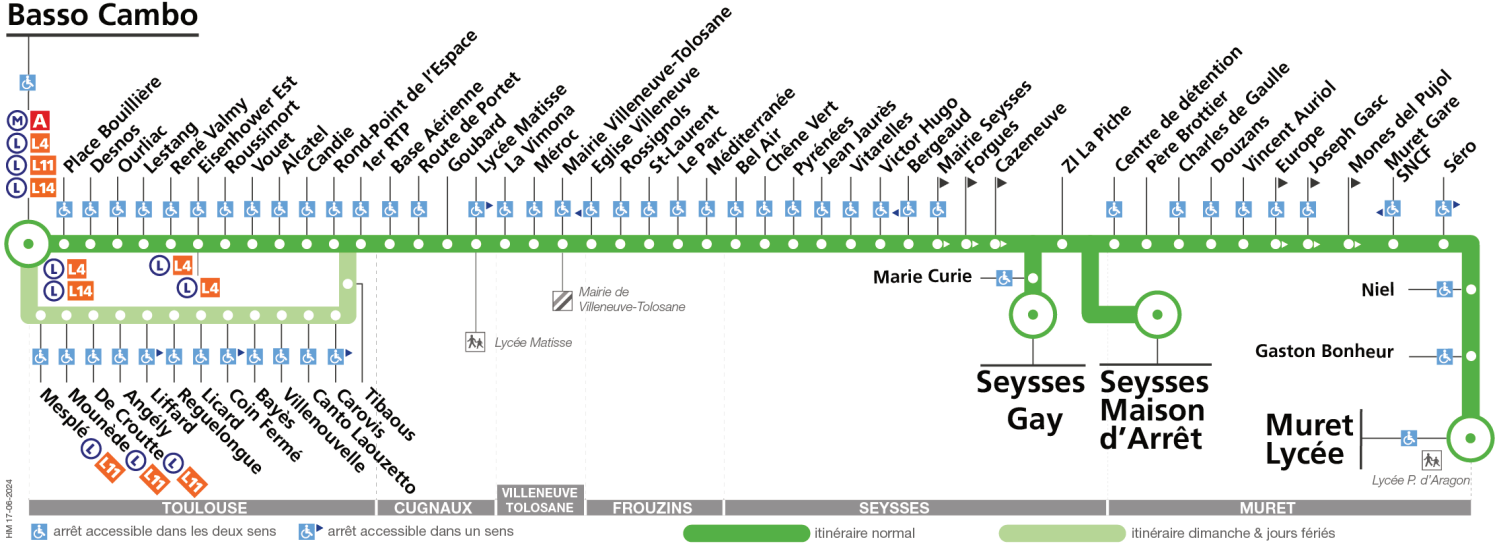 Basso Cambo
M A
L L4
L L11
L L14
Place Bouillière
Desnos
Ourliac
Lestang
René Valmy
Eisenhower Est
Roussimort
Vouet
Alcatel
Candie
Rond-Point de l'Espace
1er RTP
Base Aérienne
Route de Portet
Goubard
Lycée Matisse
La Vimona
Méroc
Mairie Villeneuve-Tolosane
Eglise Villeneuve
Rossignols
St-Laurent
Le Parc
Méditerranée
Bel Air
Chêne Vert
Pyrénées
Jean Jaurès
Vitarelles
Victor Hugo
Bergeaud
Mairie Seysses
Forgues
Cazeneuve
ZI La Piche
Centre de détention
Père Brottier
Charles de Gaulle
Douzans
Vincent Auriol
Europe
Joseph Gasc
Mones del Pujol
Muret Gare
SNCF
Séro
L L4
L L14
L L4
L L4
Marie Curie
Niel
Mairie de
Villeneuve-Tolosane
Lycée Matisse
Gaston Bonheur
Seysses
Gay
Seysses
Maison
d'Arrêt
Muret
Lycée
Lycée P. d'Aragon
Mesplé L L11
Mounède L L11
De Croutte L L11
Angély
Liffard
Reguelongue
Licard
Coin Fermé
Bayès
Villenouvelle
Canto Laouzetto
Carovis
Tibaous
HM 17-06-2024
TOULOUSE
CUGNAUX
VILLENEUVE
TOLOSANE
FROUZINS
SEYSSES
MURET
arrêt accessible dans les deux sens
arrêt accessible dans un sens
itinéraire normal
itinéraire dimanche & jours fériés